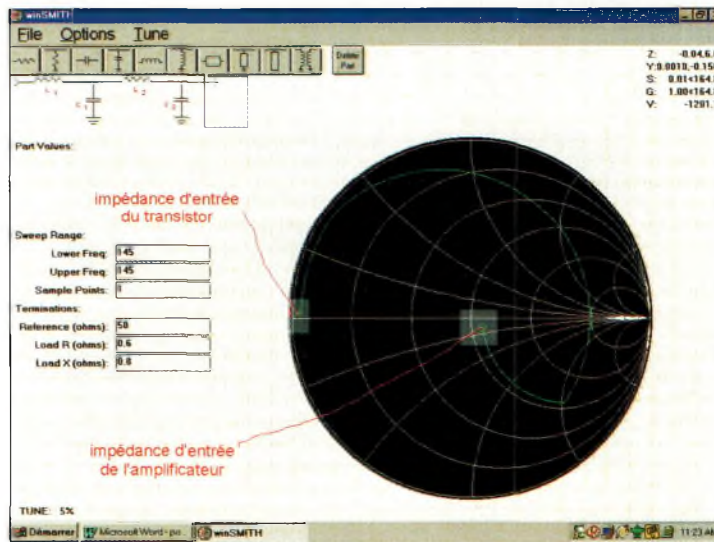 winSMITH
File Options Tune
Delete
Part
Z: -0.04,6.
Y:0.0010,-0.15
S: 0.01<164.
G: 1.00<164.
V: -1291.
C
Part Values:
impédance d'entrée
du transistor
Sweep Range:
Lower Freq: 145
Upper Freq: 145
Sample Points: 1
Terminations:
Reference (ohms): 50
Load R (ohms): 0.6
Load X (ohms): 0.8
impédance d'entrée
de l'amplificateur
TUNE: 5%
Démarrer Microsoft Word - po... winSMITH 11:23 AM